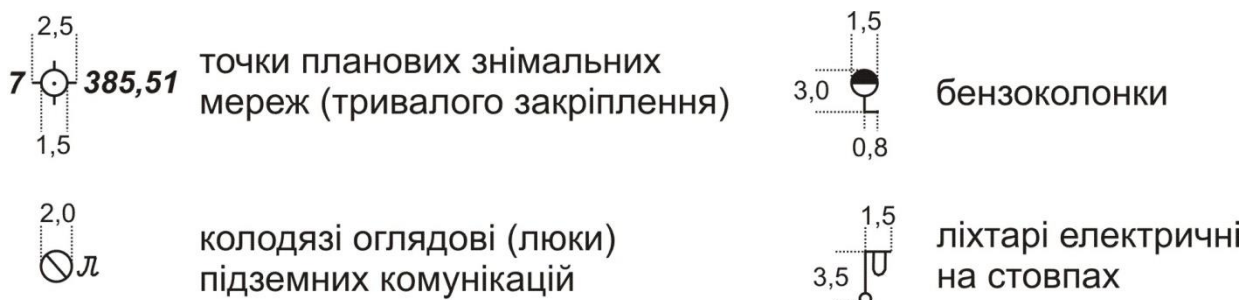 2,5
7 385,51
1,5
точки планових знімальних
мереж (тривалого закріплення)
1,5
3,0
0,8
бензоколонки
2,0
л
колодязі оглядові (люки)
підземних комунікацій
1,5
3,5
ліхтарі електричні
на стовпах